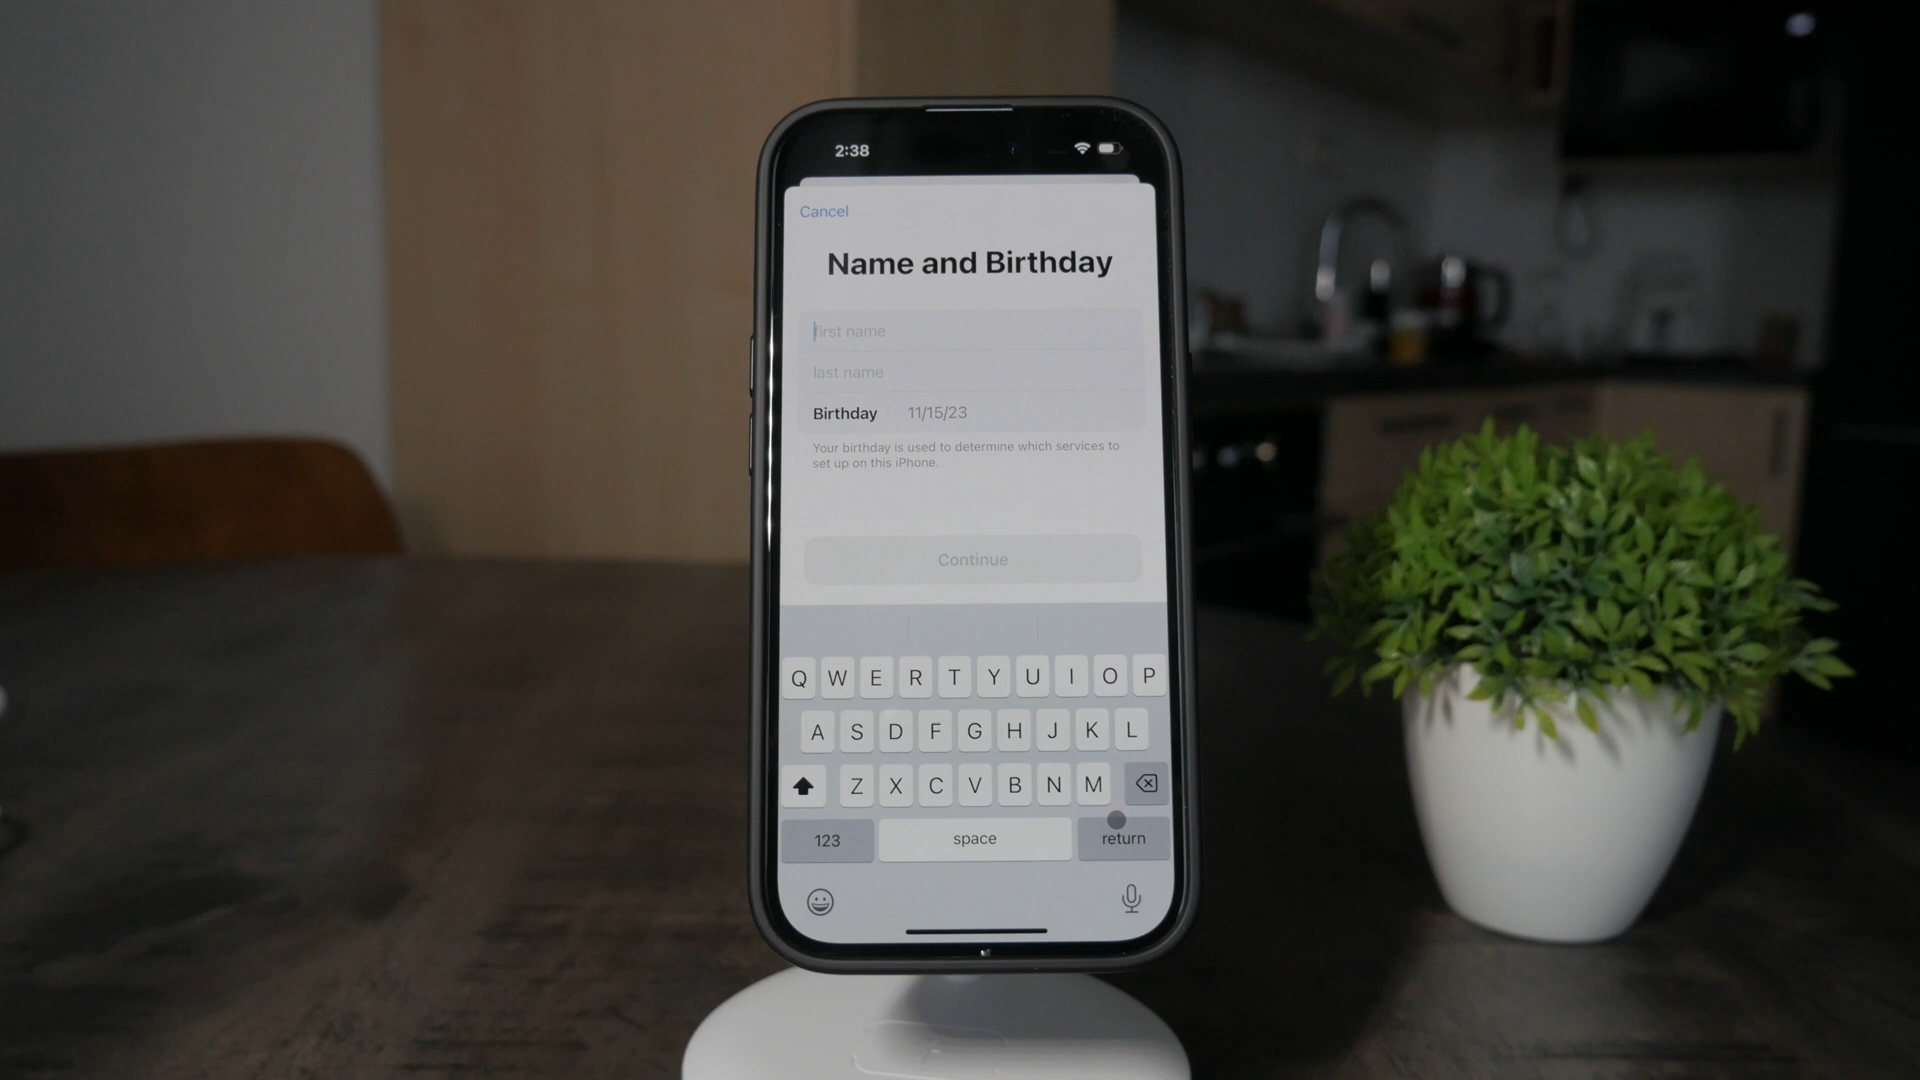 2:38
Cancel
Name and Birthday
first name
last name
Birthday 11/15/23
Your birthday is used to determine which services to
set up on this iPhone.
Continue
Q W E R T Y U I O P
A S D F G H J K L
Z X C V B N M
123 space return